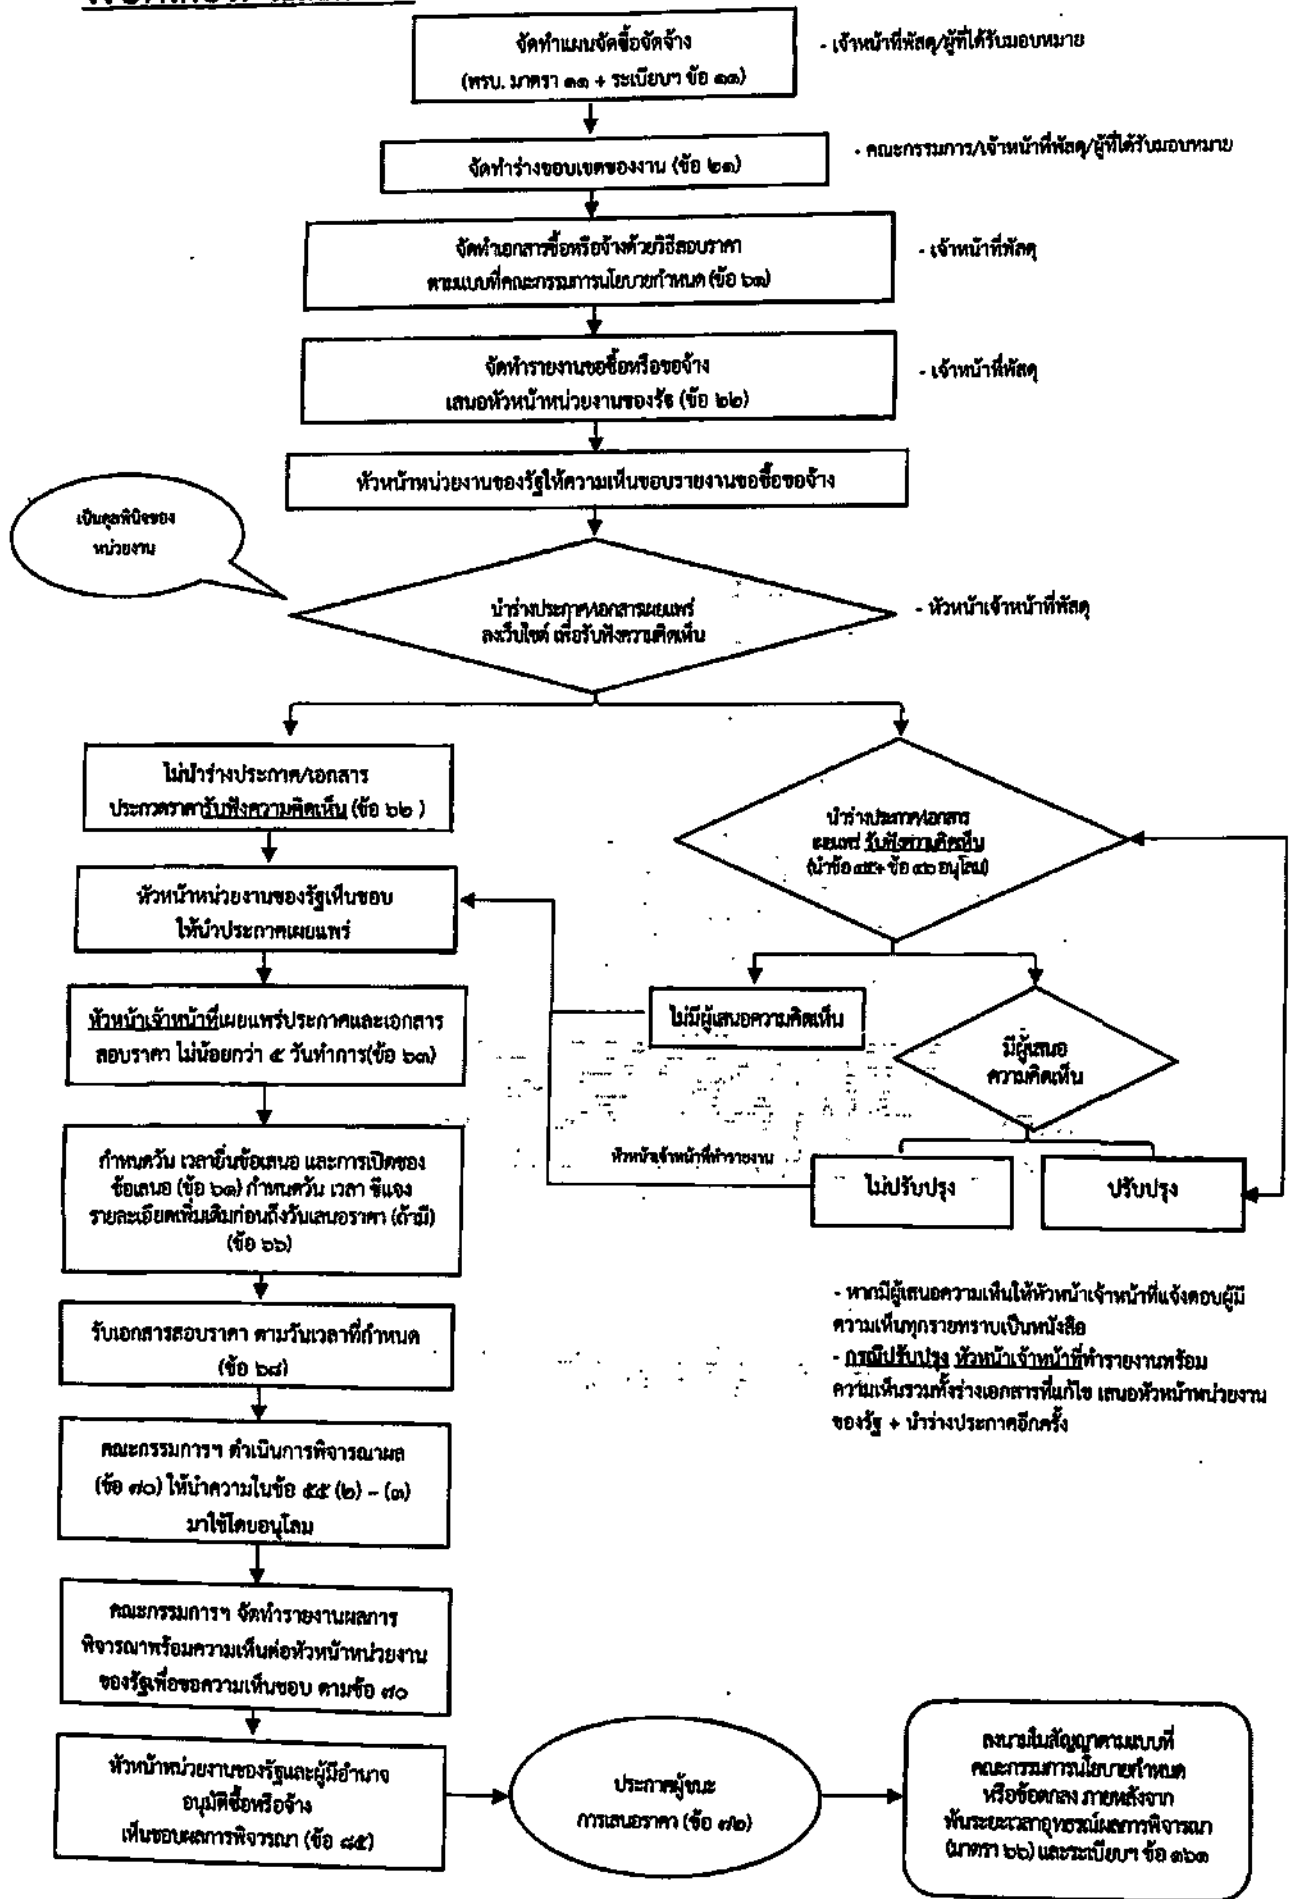 จัดทำแผนจัดซื้อจัดจ้าง
(พรบ. มาตรา ๑๑ + ระเบียบฯ ข้อ ๑๑)
- เจ้าหน้าที่พัสดุ/ผู้ที่ได้รับมอบหมาย
จัดทำร่างขอบเขตของงาน (ข้อ ๒๑)
- คณะกรรมการ/เจ้าหน้าที่พัสดุ/ผู้ที่ได้รับมอบหมาย
จัดทำเอกสารซื้อหรือจ้างด้วยวิธีสอบราคา
ตามแบบที่คณะกรรมการนโยบายกำหนด (ข้อ ๖๑)
- เจ้าหน้าที่พัสดุ
จัดทำรายงานขอซื้อหรือขอจ้าง
เสนอหัวหน้าหน่วยงานของรัฐ (ข้อ ๒๒)
- เจ้าหน้าที่พัสดุ
หัวหน้าหน่วยงานของรัฐให้ความเห็นชอบรายงานขอซื้อขอจ้าง
เป็นดุลพินิจของ
หน่วยงาน
นำร่างประกาศ/เอกสารเผยแพร่
ลงเว็บไซต์ เพื่อรับฟังความคิดเห็น
- หัวหน้าเจ้าหน้าที่พัสดุ
ไม่นำร่างประกาศ/เอกสาร
ประกวดราคารับฟังความคิดเห็น (ข้อ ๖๒ )
นำร่างประกาศ/เอกสาร
เผยแพร่ รับฟังความคิดเห็น
(นำข้อ ๔๕+ ข้อ ๔๖ อนุโลม)
หัวหน้าหน่วยงานของรัฐเห็นชอบ
ให้นำประกาศเผยแพร่
ไม่มีผู้เสนอความคิดเห็น
มีผู้เสนอ
ความคิดเห็น
หัวหน้าเจ้าหน้าที่เผยแพร่ประกาศและเอกสาร
สอบราคา ไม่น้อยกว่า ๕ วันทำการ(ข้อ ๖๓)
หัวหน้าเจ้าหน้าที่ทำรายงาน
ไม่ปรับปรุง
ปรับปรุง
กำหนดวัน เวลายื่นข้อเสนอ และการเปิดซอง
ข้อเสนอ (ข้อ ๖๑) กำหนดวัน เวลา ชี้แจง
รายละเอียดเพิ่มเติมก่อนถึงวันเสนอราคา (ถ้ามี)
(ข้อ ๖๖)
- หากมีผู้เสนอความเห็นให้หัวหน้าเจ้าหน้าที่แจ้งตอบผู้มี
ความเห็นทุกรายทราบเป็นหนังสือ
- กรณีปรับปรุง หัวหน้าเจ้าหน้าที่ทำรายงานพร้อม
ความเห็นรวมทั้งร่างเอกสารที่แก้ไข เสนอหัวหน้าหน่วยงาน
ของรัฐ + นำร่างประกาศอีกครั้ง
รับเอกสารสอบราคา ตามวันเวลาที่กำหนด
(ข้อ ๖๘)
คณะกรรมการฯ ดำเนินการพิจารณาผล
(ข้อ ๗๐) ให้นำความในข้อ ๕๕ (๒) – (๓)
มาใช้โดยอนุโลม
คณะกรรมการฯ จัดทำรายงานผลการ
พิจารณาพร้อมความเห็นต่อหัวหน้าหน่วยงาน
ของรัฐเพื่อขอความเห็นชอบ ตามข้อ ๗๐
หัวหน้าหน่วยงานของรัฐและผู้มีอำนาจ
อนุมัติซื้อหรือจ้าง
เห็นชอบผลการพิจารณา (ข้อ ๘๕)
ประกาศผู้ชนะ
การเสนอราคา (ข้อ ๗๒)
ลงนามในสัญญาตามแบบที่
คณะกรรมการนโยบายกำหนด
หรือข้อตกลง ภายหลังจาก
พ้นระยะเวลาอุทธรณ์ผลการพิจารณา
(มาตรา ๖๖) และระเบียบฯ ข้อ ๑๖๑